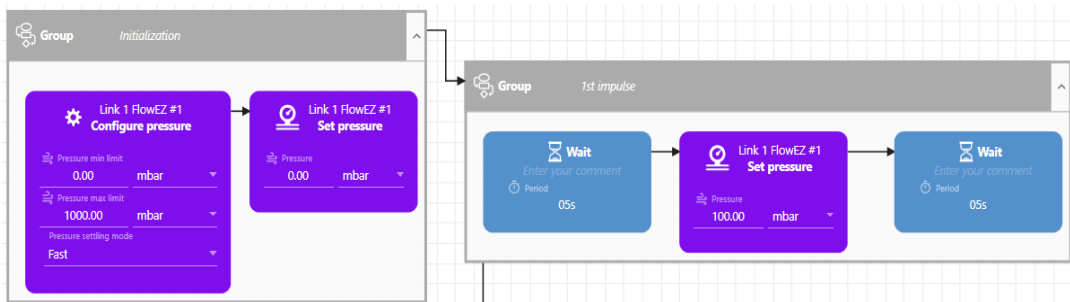 Group Initialization
Link 1 FlowEZ #1
Configure pressure
Pressure min limit
0.00 mbar
Pressure max limit
1000.00 mbar
Pressure settling mode
Fast
Link 1 FlowEZ #1
Set pressure
Pressure
0.00 mbar
Group 1st impulse
Wait
Enter your comment
Period
05s
Link 1 FlowEZ #1
Set pressure
Pressure
100.00 mbar
Wait
Enter your comment
Period
05s